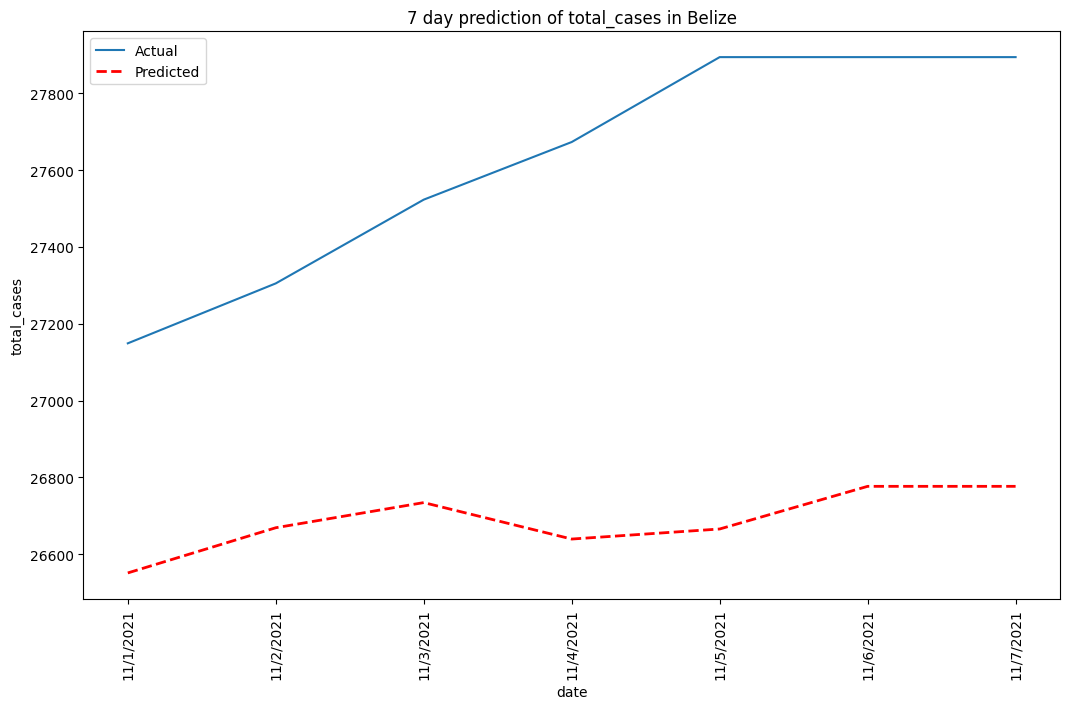 7 day prediction of total_cases in Belize
Actual
Predicted
27800
27600
27400
27200
27000
26800
26600
total_cases
11/1/2021
11/2/2021
11/3/2021
11/4/2021
11/5/2021
11/6/2021
11/7/2021
date